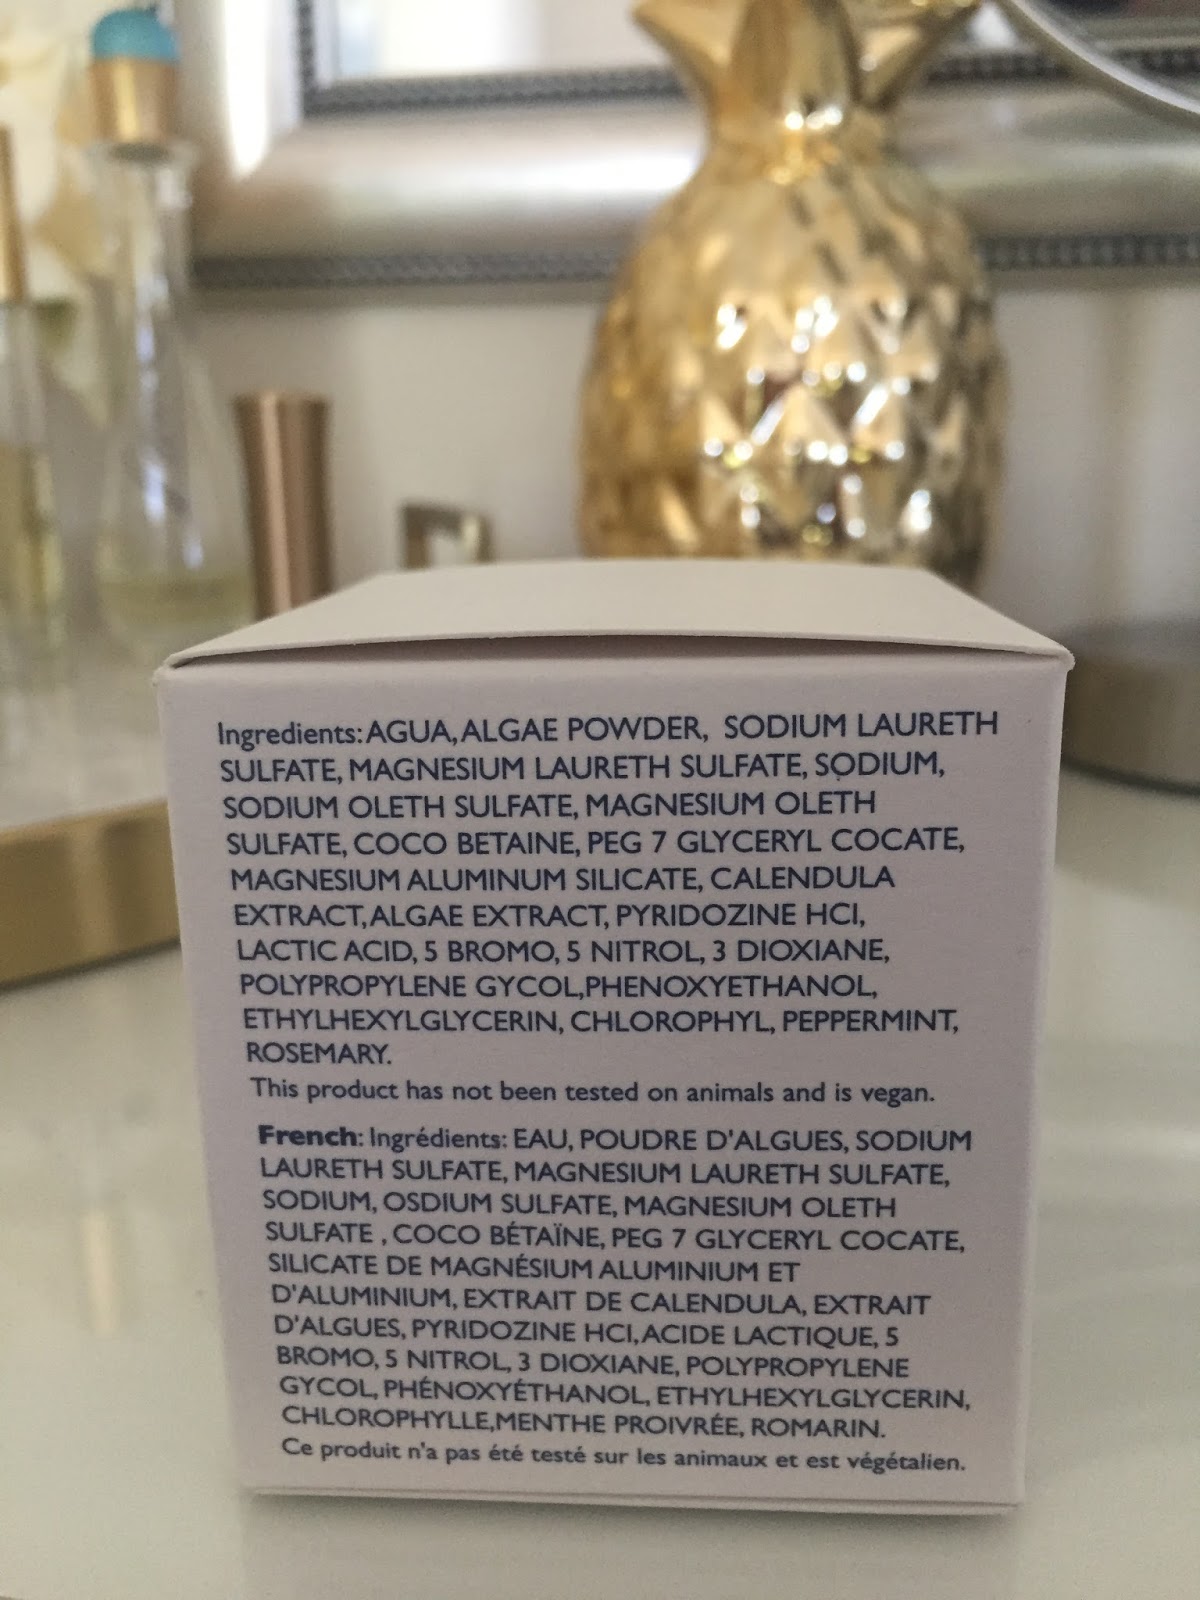 Ingredients: AGUA, ALGAE POWDER, SODIUM LAURETH
SULFATE, MAGNESIUM LAURETH SULFATE, SODIUM,
SODIUM OLETH SULFATE, MAGNESIUM OLETH
SULFATE, COCO BETAINE, PEG 7 GLYCERYL COCATE,
MAGNESIUM ALUMINUM SILICATE, CALENDULA
EXTRACT, ALGAE EXTRACT, PYRIDOZINE HCI,
LACTIC ACID, 5 BROMO, 5 NITROL, 3 DIOXIANE,
POLYPROPYLENE GYCOL,PHENOXYETHANOL,
ETHYLHEXYLGLYCERIN, CHLOROPHYL, PEPPERMINT,
ROSEMARY.
This product has not been tested on animals and is vegan.
French: Ingrédients: EAU, POUDRE D'ALGUES, SODIUM
LAURETH SULFATE, MAGNESIUM LAURETH SULFATE,
SODIUM, OSDIUM SULFATE, MAGNESIUM OLETH
SULFATE , COCO BÉTAÏNE, PEG 7 GLYCERYL COCATE,
SILICATE DE MAGNÉSIUM ALUMINIUM ET
D'ALUMINIUM, EXTRAIT DE CALENDULA, EXTRAIT
D'ALGUES, PYRIDOZINE HCI, ACIDE LACTIQUE, 5
BROMO, 5 NITROL, 3 DIOXIANE, POLYPROPYLENE
GYCOL, PHÉNOXYÉTHANOL, ETHYLHEXYLGLYCERIN,
CHLOROPHYLLE,MENTHE PROIVRÉE, ROMARIN.
Ce produit n'a pas été testé sur les animaux et est végétalien.